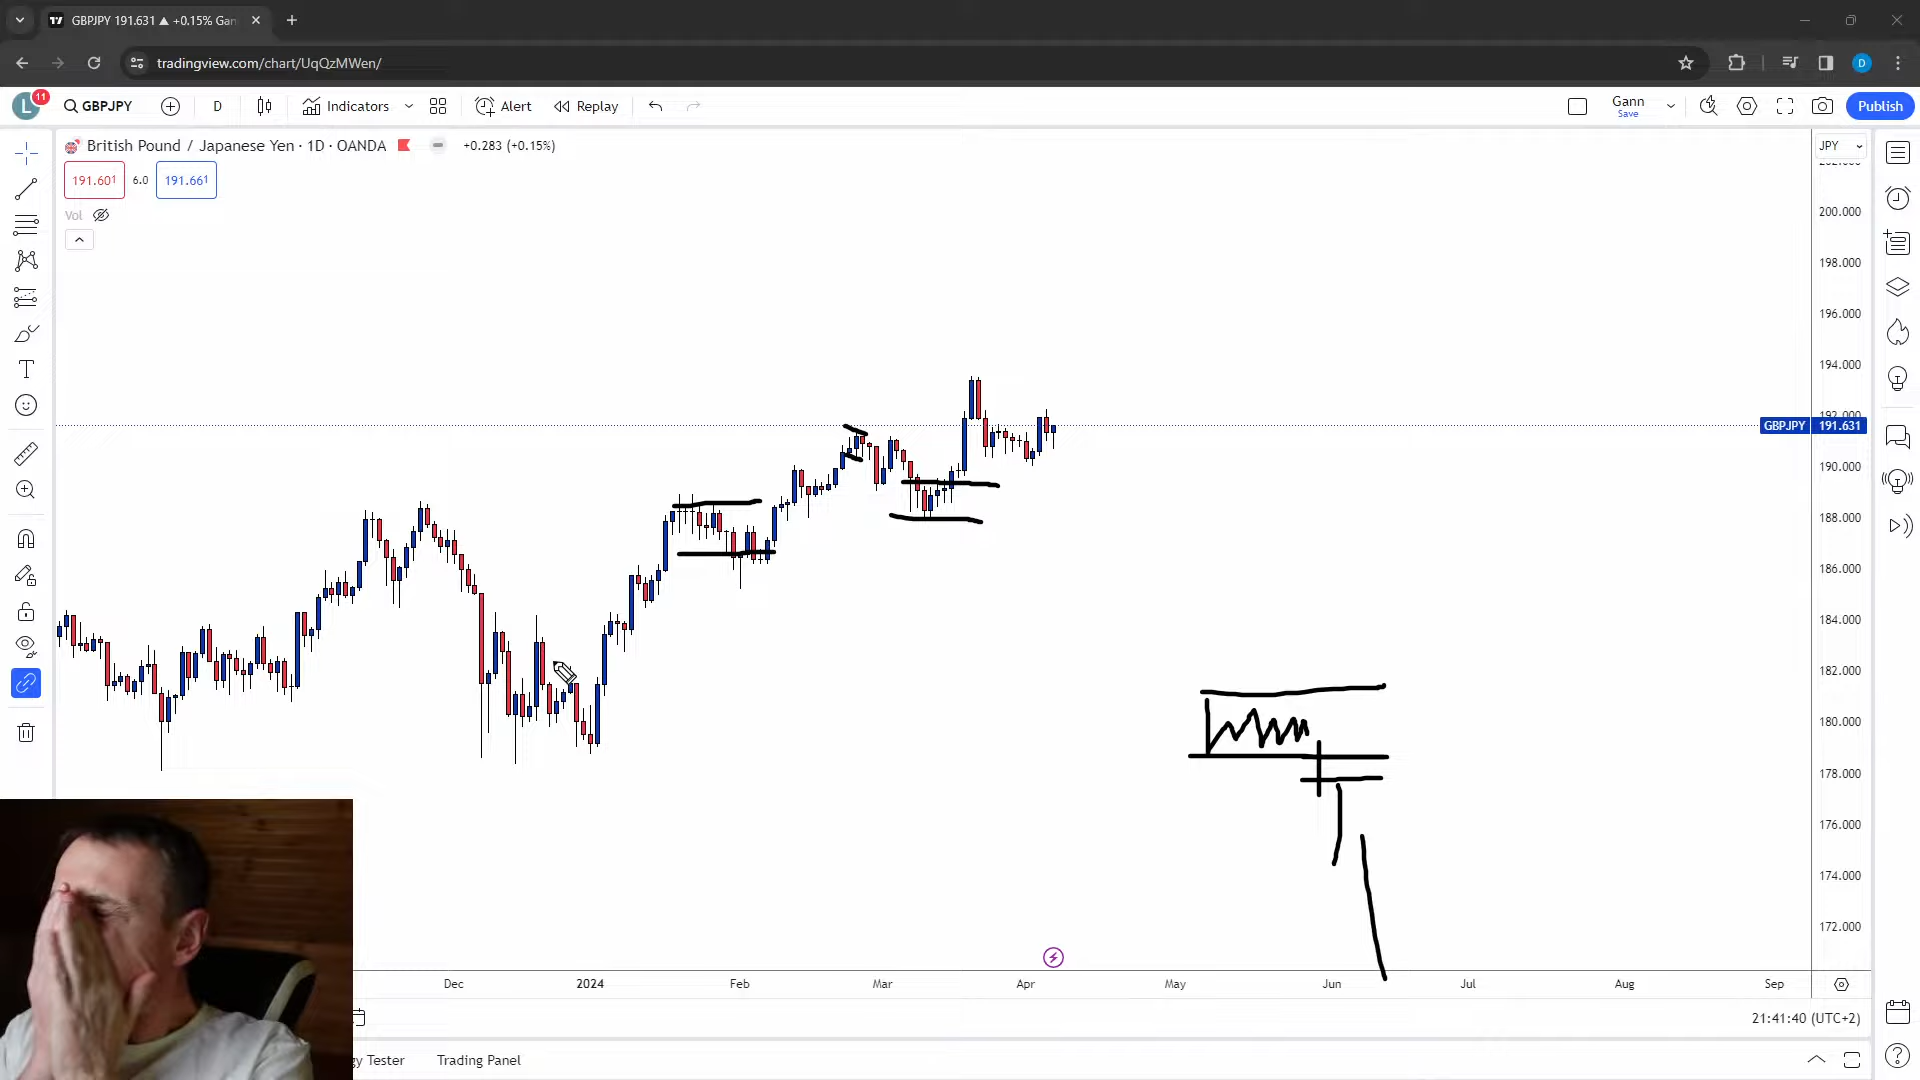 GBPJPY 191.631 ▲ +0.15% Gan
tradingview.com/chart/UqQzMWen/
D
L
11
GBPJPY
D
Indicators
Alert
Replay
Gann
Save
Publish
British Pound / Japanese Yen · 1D · OANDA
+0.283 (+0.15%)
JPY
191.601
6.0
191.661
Vol
200.000
198.000
196.000
194.000
192.000
GBPJPY
191.631
190.000
188.000
186.000
184.000
182.000
180.000
178.000
176.000
174.000
172.000
Dec
2024
Feb
Mar
Apr
May
Jun
Jul
Aug
Sep
21:41:40 (UTC+2)
gy Tester
Trading Panel